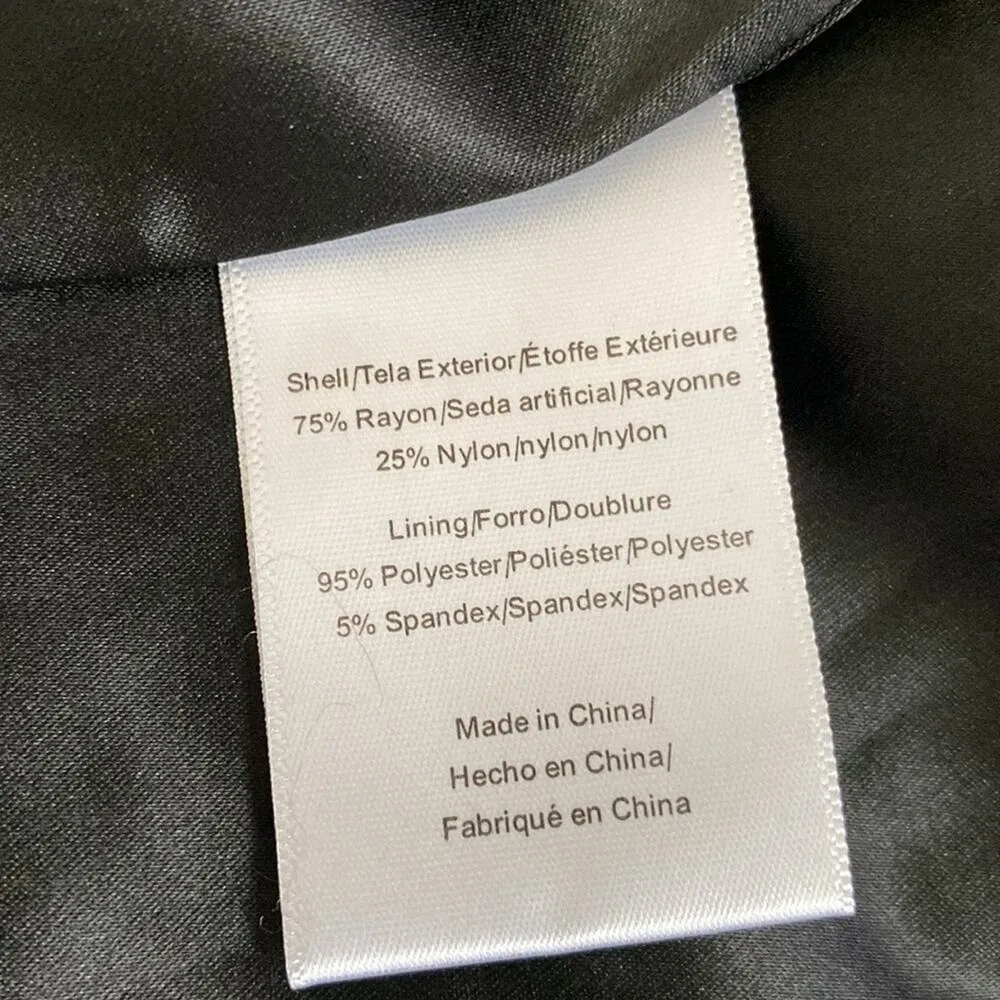 Shell/Tela Exterior/Étoffe Extérieure
75% Rayon/Seda artificial/Rayonne
25% Nylon/nylon/nylon
Lining/Forro/Doublure
95% Polyester/Poliéster/Polyester
5% Spandex/Spandex/Spandex
Made in China/
Hecho en China/
Fabriqué en China